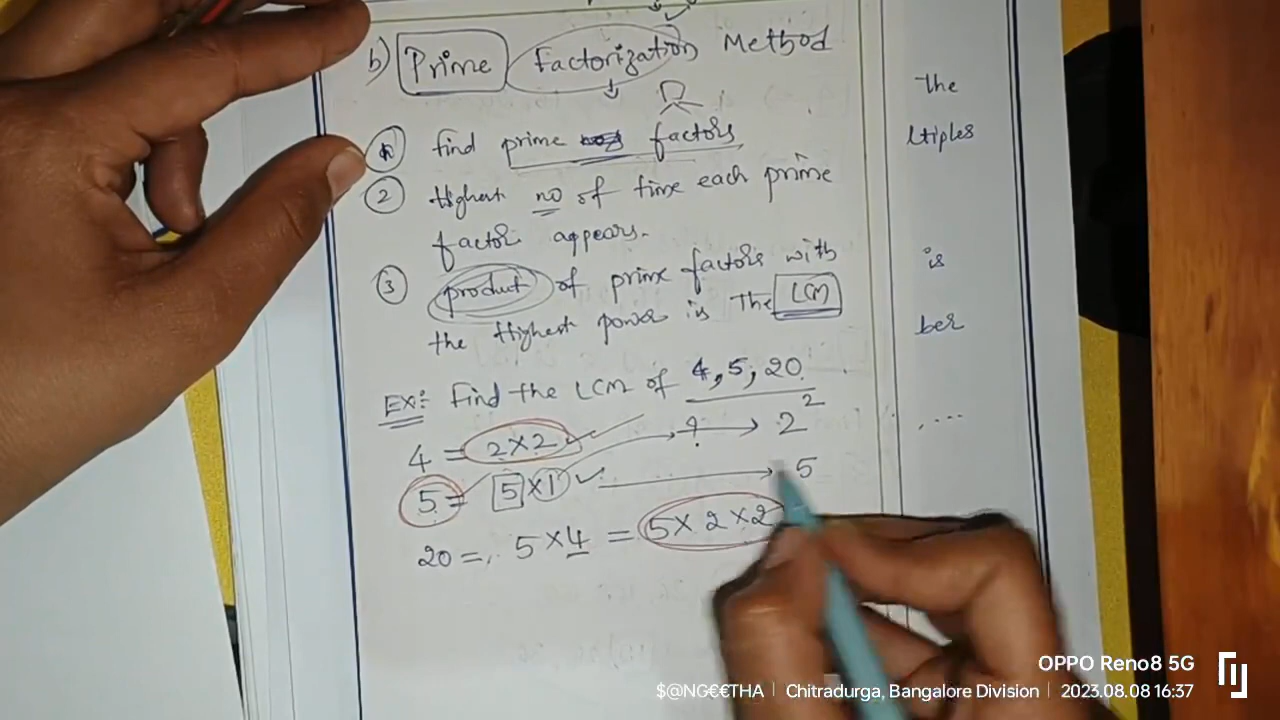 b) Prime Factorization Method
① find prime factors
② Highest no of time each prime
factor appears.
③ product of prime factors with
the Highest power is The LCM
Ex: Find the LCM of 4, 5, 20
4 = 2×2 → 2²
5 = 5×1 → 5
20 = 5×4 = 5×2×2
The
ltiples
is
ber
....
OPPO Reno8 5G
$@NG€€THA | Chitradurga, Bangalore Division | 2023.08.08 16:37